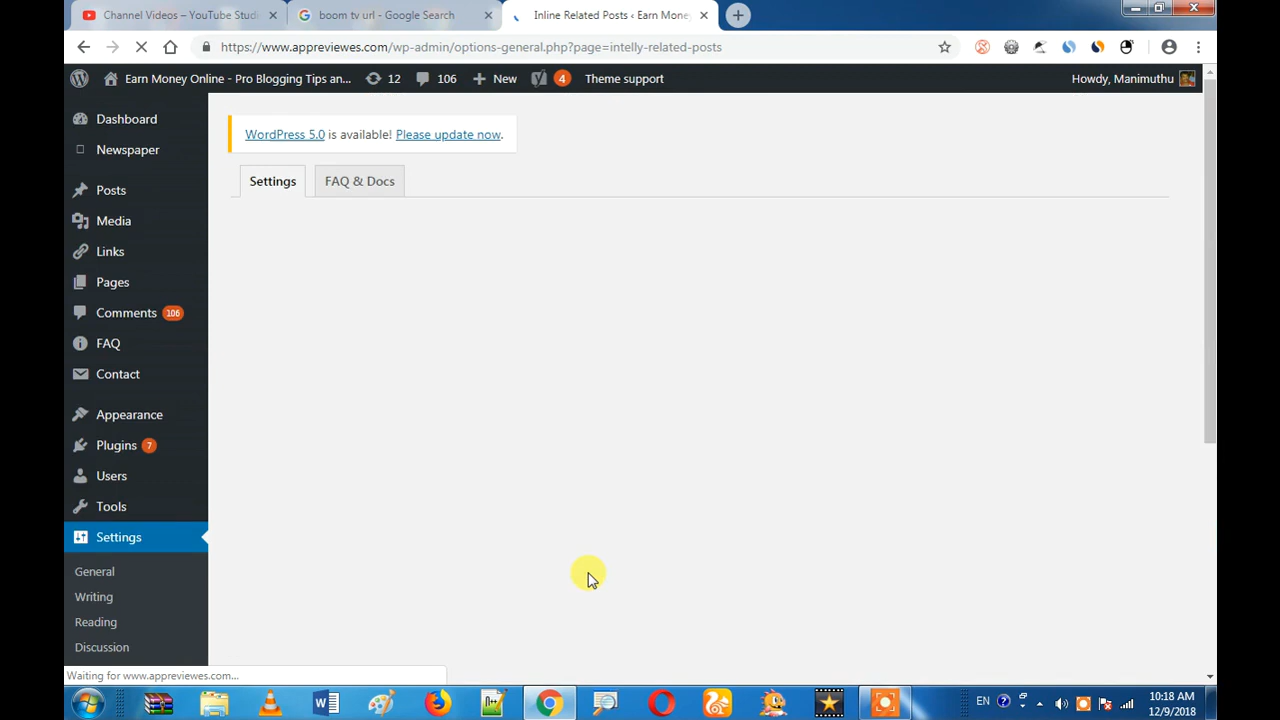 Channel Videos – YouTube Studi
boom tv url - Google Search
Inline Related Posts ‹ Earn Money
https://www.appreviewes.com/wp-admin/options-general.php?page=intelly-related-posts
Earn Money Online - Pro Blogging Tips an...
12
106
New
4
Theme support
Howdy, Manimuthu
Dashboard
Newspaper
Posts
Media
Links
Pages
Comments 106
FAQ
Contact
Appearance
Plugins 7
Users
Tools
Settings
General
Writing
Reading
Discussion
WordPress 5.0 is available! Please update now.
Settings
FAQ & Docs
Waiting for www.appreviewes.com...
EN
10:18 AM
12/9/2018